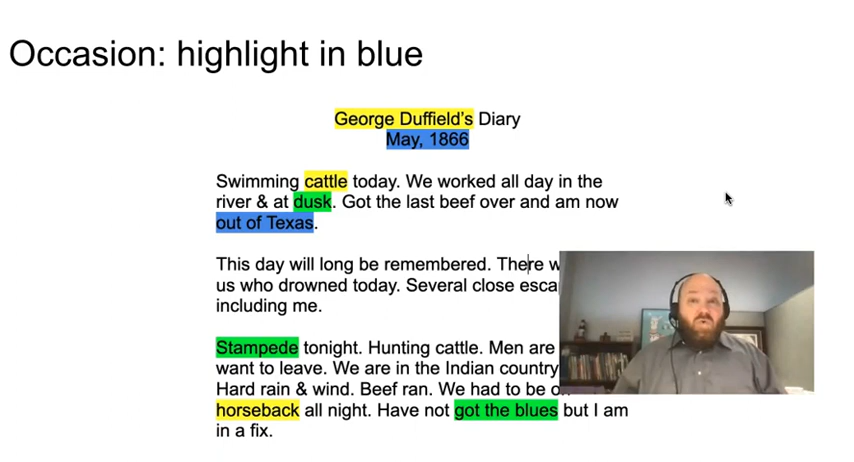 Occasion: highlight in blue
George Duffield's Diary
May, 1866
Swimming cattle today. We worked all day in the
river & at dusk. Got the last beef over and am now
out of Texas.
This day will long be remembered. There
us who drowned today. Several close
including me.
Stampede tonight. Hunting cattle. Men are
want to leave. We are in the Indian country
Hard rain & wind. Beef ran. We had to be
horseback all night. Have not got the blues but I am
in a fix.